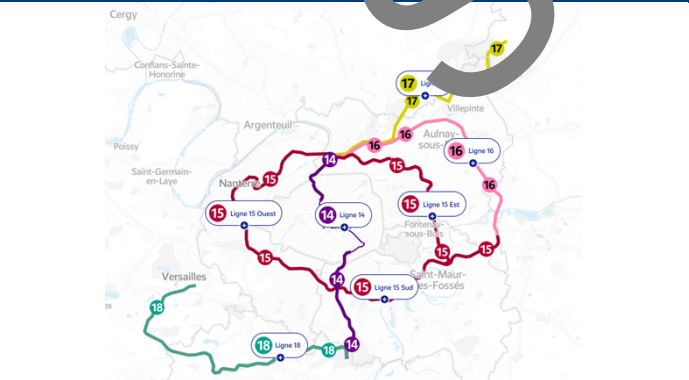 Cergy
17
Conflans-Sainte-
Honorine
17
17
Villepinte
Argenteuil
16
Aulnay-
16
16 Ligne 16
Poissy
14
15
Saint-Germain-
en-Laye
15
Nanterre
16
15 Ligne 15 Ouest
14 Ligne 14
15 Ligne 15 Est
Fontenay-
sous-Bois
15
15
15
Versailles
14
Saint-Maur-
des-Fossés
15 Ligne 15 Sud
18
18 Ligne 18
18
14